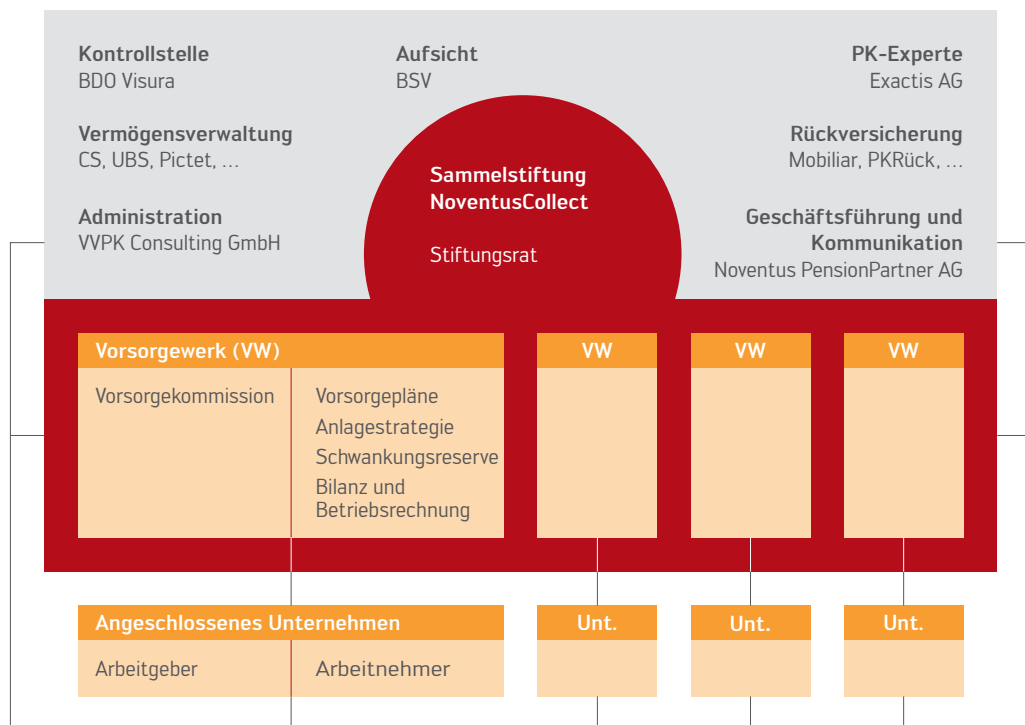 Kontrollstelle
BDO Visura
Aufsicht
BSV
PK-Experte
Exactis AG
Vermögensverwaltung
CS, UBS, Pictet, …
Rückversicherung
Mobiliar, PKRück, …
Administration
VVPK Consulting GmbH
Sammelstiftung
NoventusCollect
Stiftungsrat
Geschäftsführung und
Kommunikation
Noventus PensionPartner AG
Vorsorgewerk (VW)
Vorsorgekommission
Vorsorgepläne
Anlagestrategie
Schwankungsreserve
Bilanz und
Betriebsrechnung
VW
VW
VW
Angeschlossenes Unternehmen
Arbeitgeber
Arbeitnehmer
Unt.
Unt.
Unt.